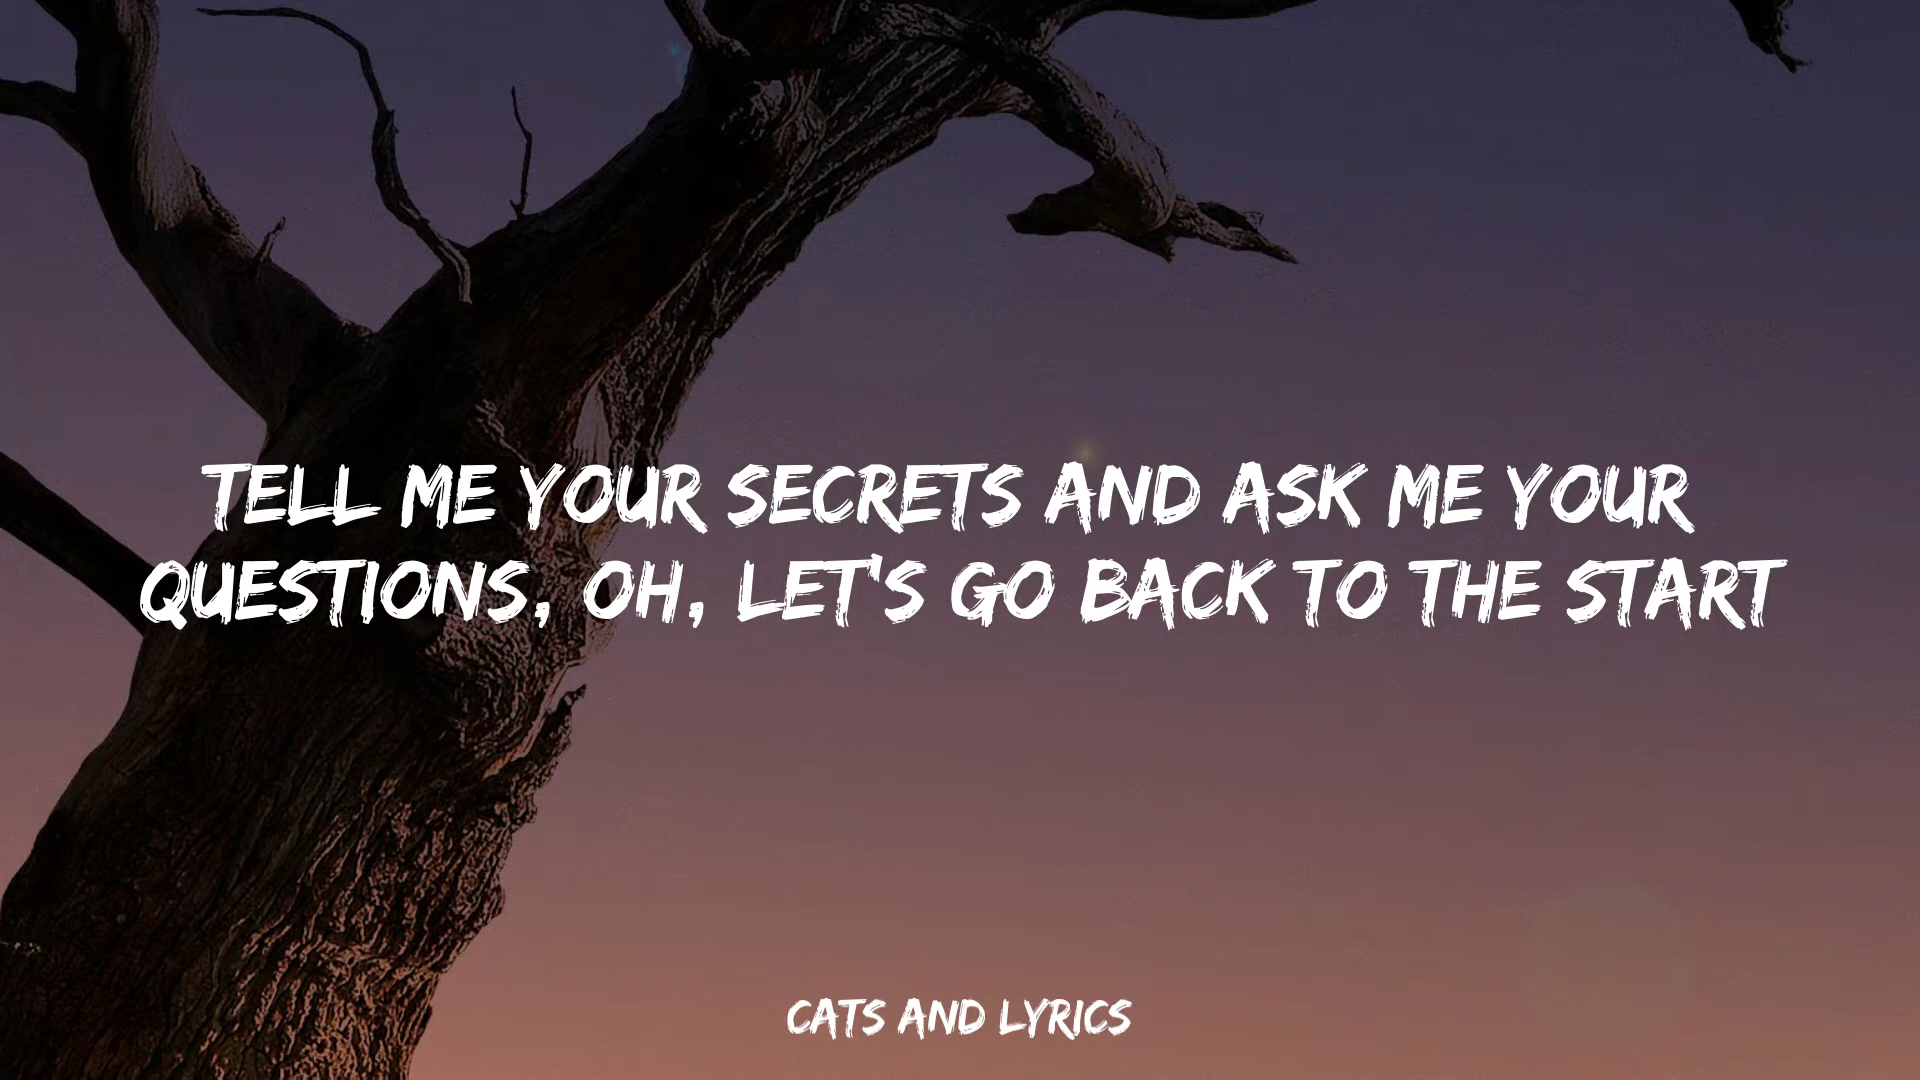 TELL ME YOUR SECRETS AND ASK ME YOUR
QUESTIONS, OH, LET'S GO BACK TO THE START
CATS AND LYRICS